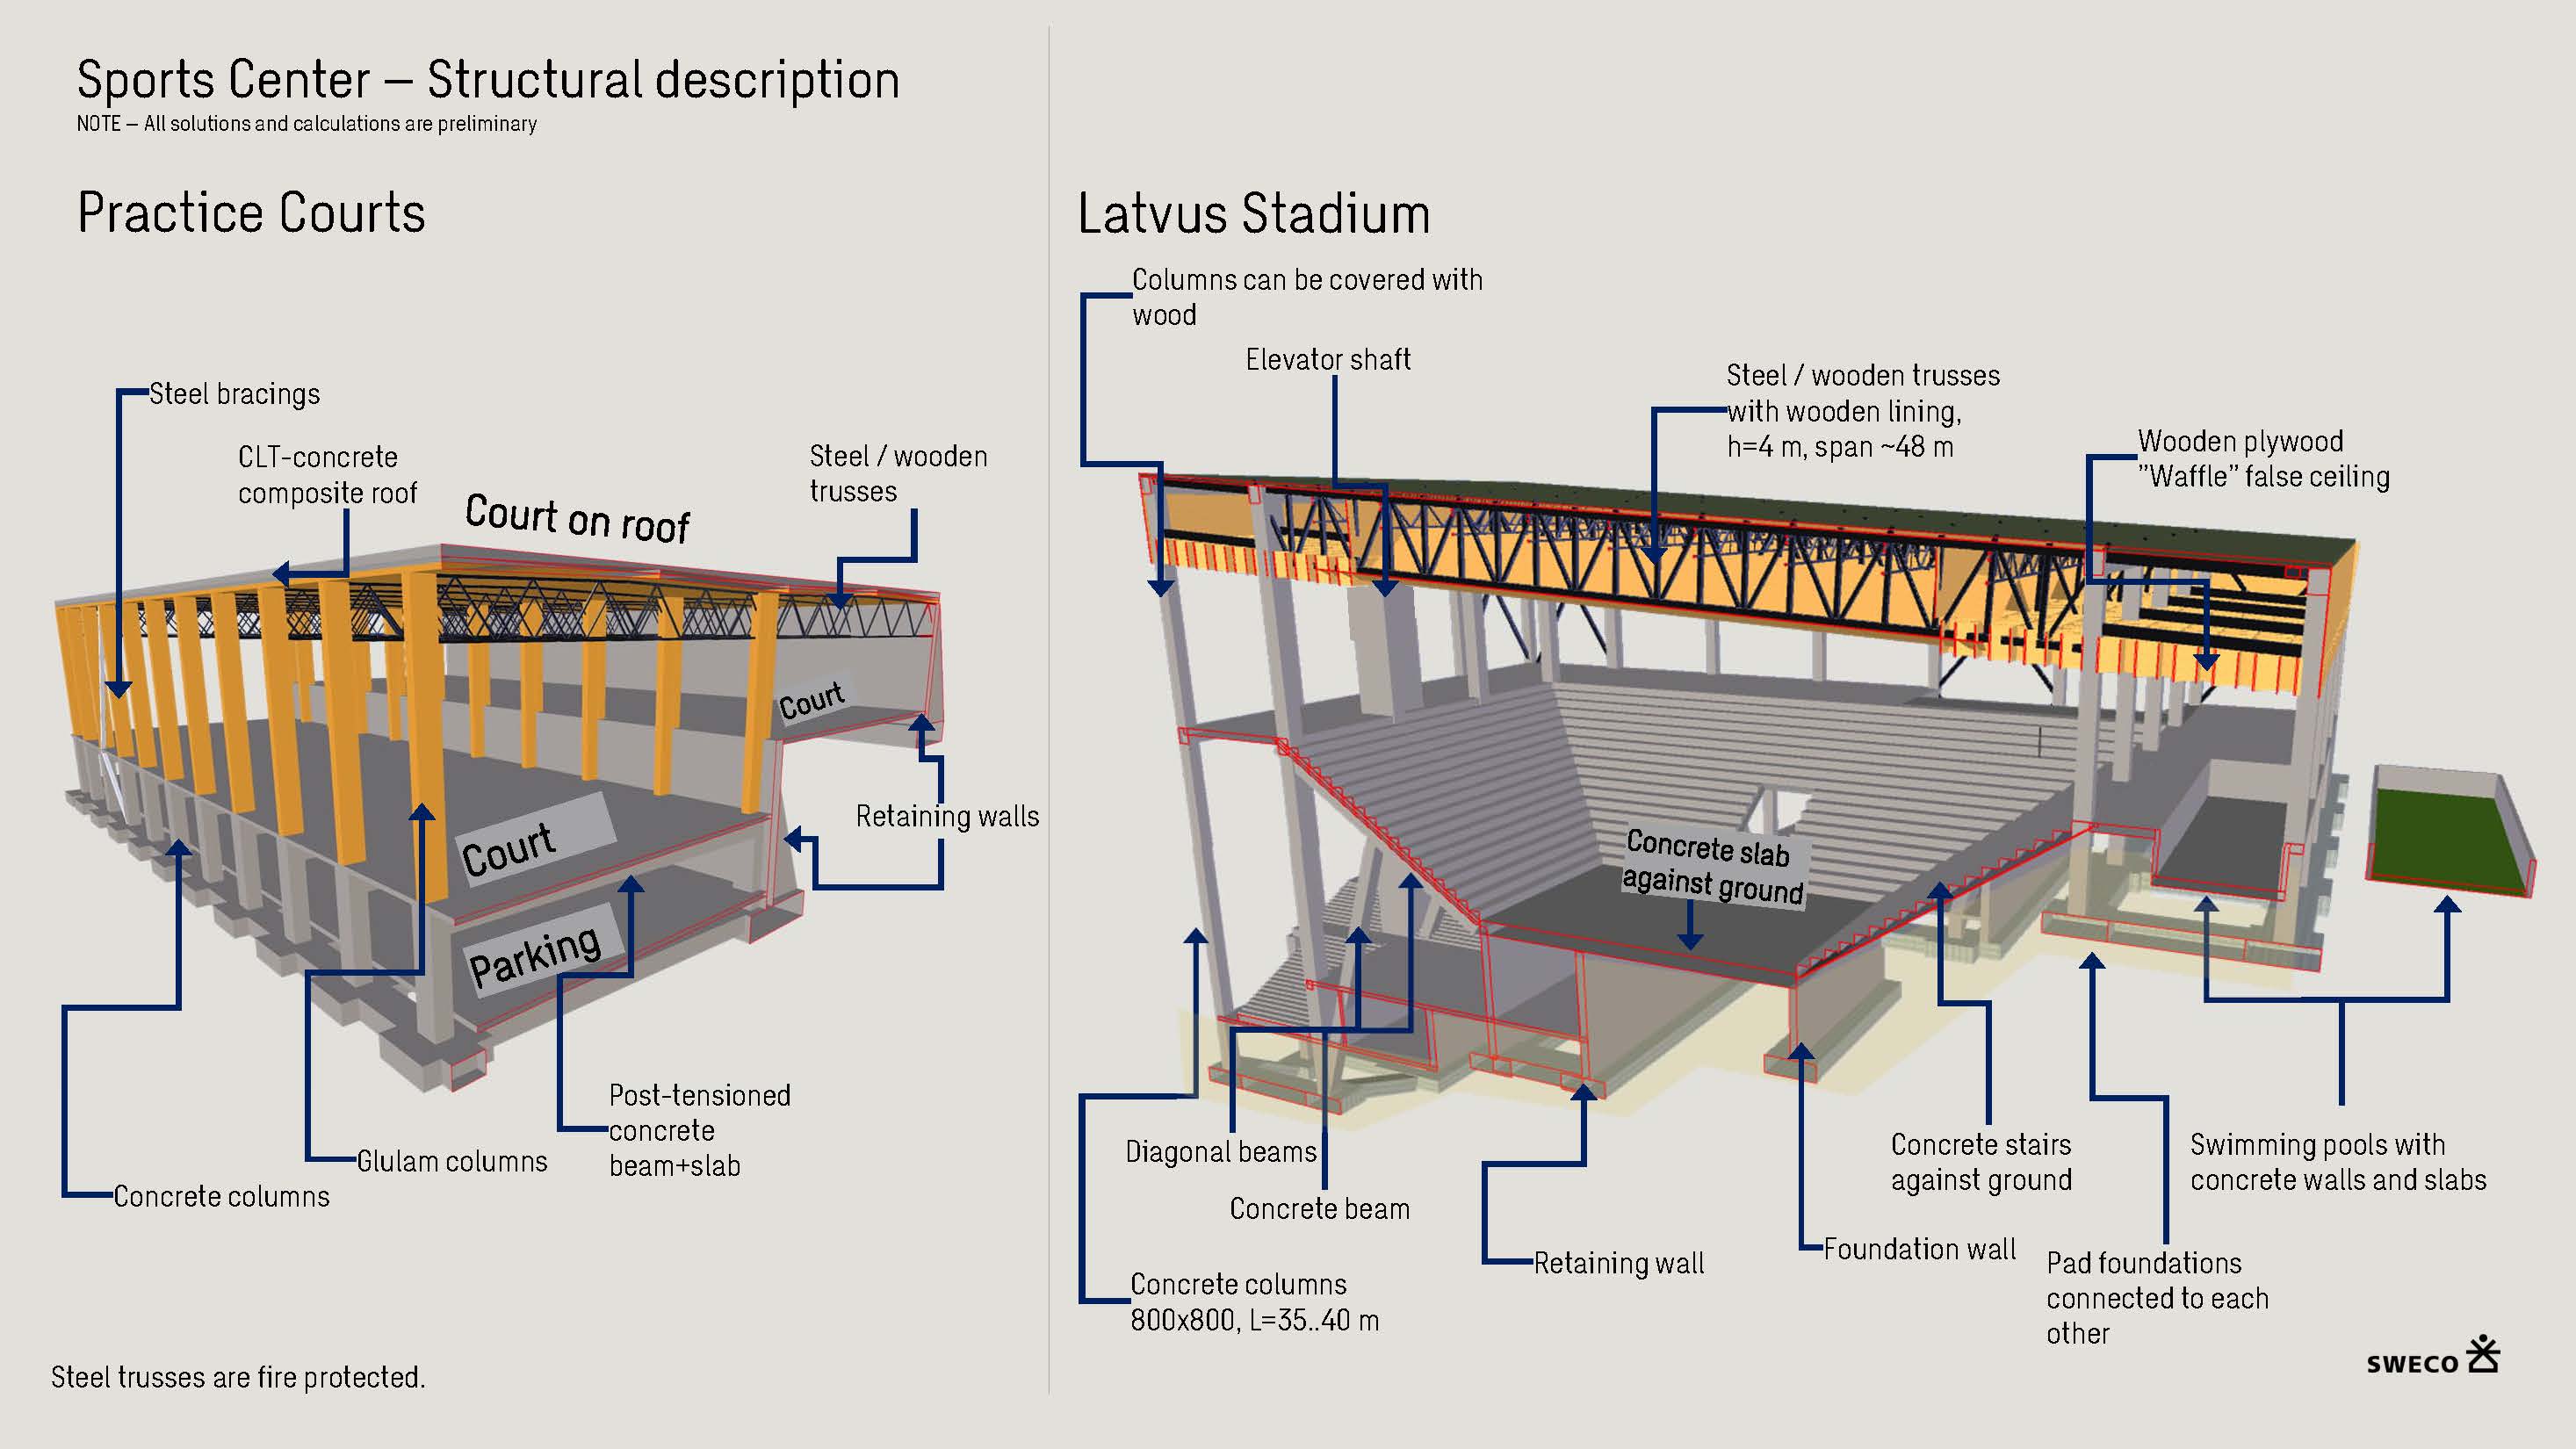 Sports Center – Structural description
NOTE – All solutions and calculations are preliminary
Practice Courts
Steel bracings
CLT-concrete
composite roof
Court on roof
Steel / wooden
trusses
Court
Retaining walls
Court
Parking
Post-tensioned
concrete
beam+slab
Glulam columns
Concrete columns
Steel trusses are fire protected.
Latvus Stadium
Columns can be covered with
wood
Elevator shaft
Steel / wooden trusses
with wooden lining,
h=4 m, span ~48 m
Wooden plywood
”Waffle” false ceiling
Concrete slab
against ground
Diagonal beams
Concrete beam
Concrete columns
800x800, L=35..40 m
Retaining wall
Foundation wall
Concrete stairs
against ground
Pad foundations
connected to each
other
Swimming pools with
concrete walls and slabs
SWECO